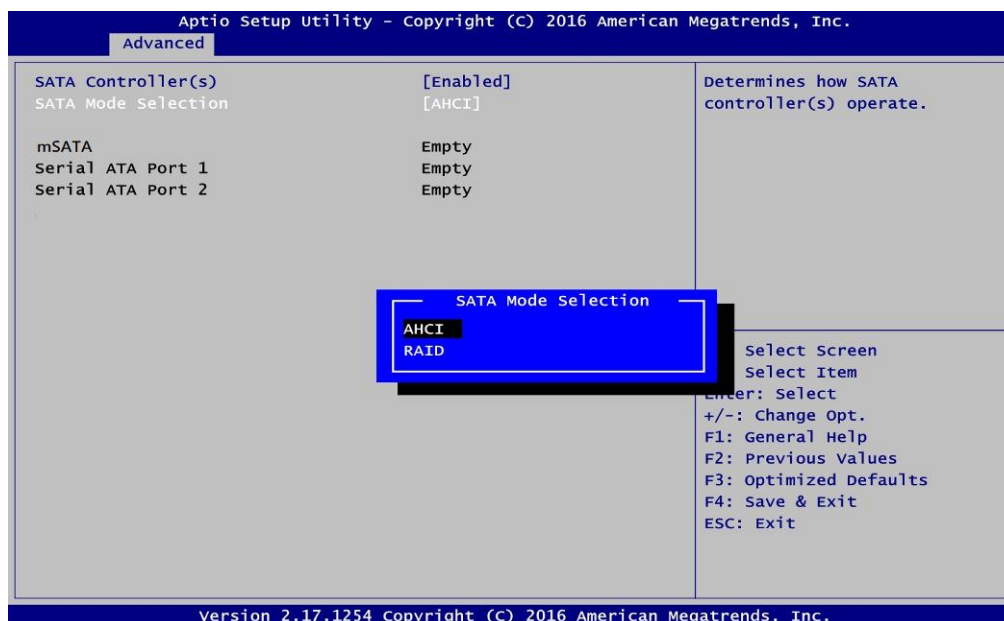 Aptio Setup Utility – Copyright (C) 2016 American Megatrends, Inc.
Advanced
SATA Controller(s) [Enabled]
SATA Mode Selection [AHCI]
mSATA Empty
Serial ATA Port 1 Empty
Serial ATA Port 2 Empty
Determines how SATA
controller(s) operate.
SATA Mode Selection
AHCI
RAID
Select Screen
Select Item
Enter: Select
+/-: Change Opt.
F1: General Help
F2: Previous Values
F3: Optimized Defaults
F4: Save & Exit
ESC: Exit
Version 2.17.1254 Copyright (C) 2016 American Megatrends, Inc.